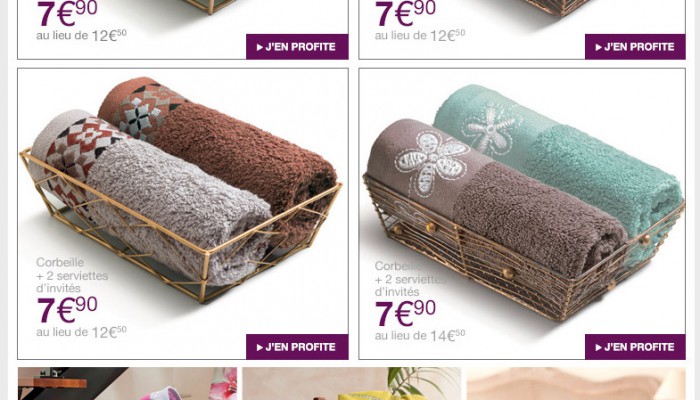 7€90
au lieu de 12€50
J'EN PROFITE
7€90
au lieu de 12€50
J'EN PROFITE
Corbeille
+ 2 serviettes
d'invités
7€90
au lieu de 12€50
J'EN PROFITE
Corbeille
+ 2 serviettes
d'invités
7€90
au lieu de 14€50
J'EN PROFITE